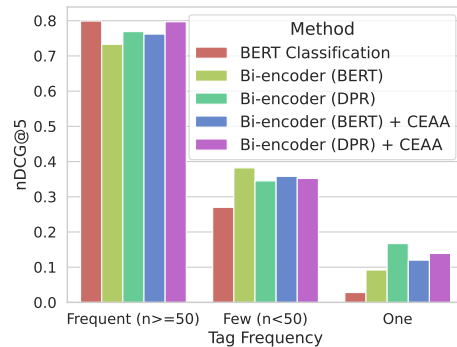 nDCG@5
0.8
0.7
0.6
0.5
0.4
0.3
0.2
0.1
0.0
Method
BERT Classification
Bi-encoder (BERT)
Bi-encoder (DPR)
Bi-encoder (BERT) + CEAA
Bi-encoder (DPR) + CEAA
Frequent (n>=50)
Few (n<50)
One
Tag Frequency